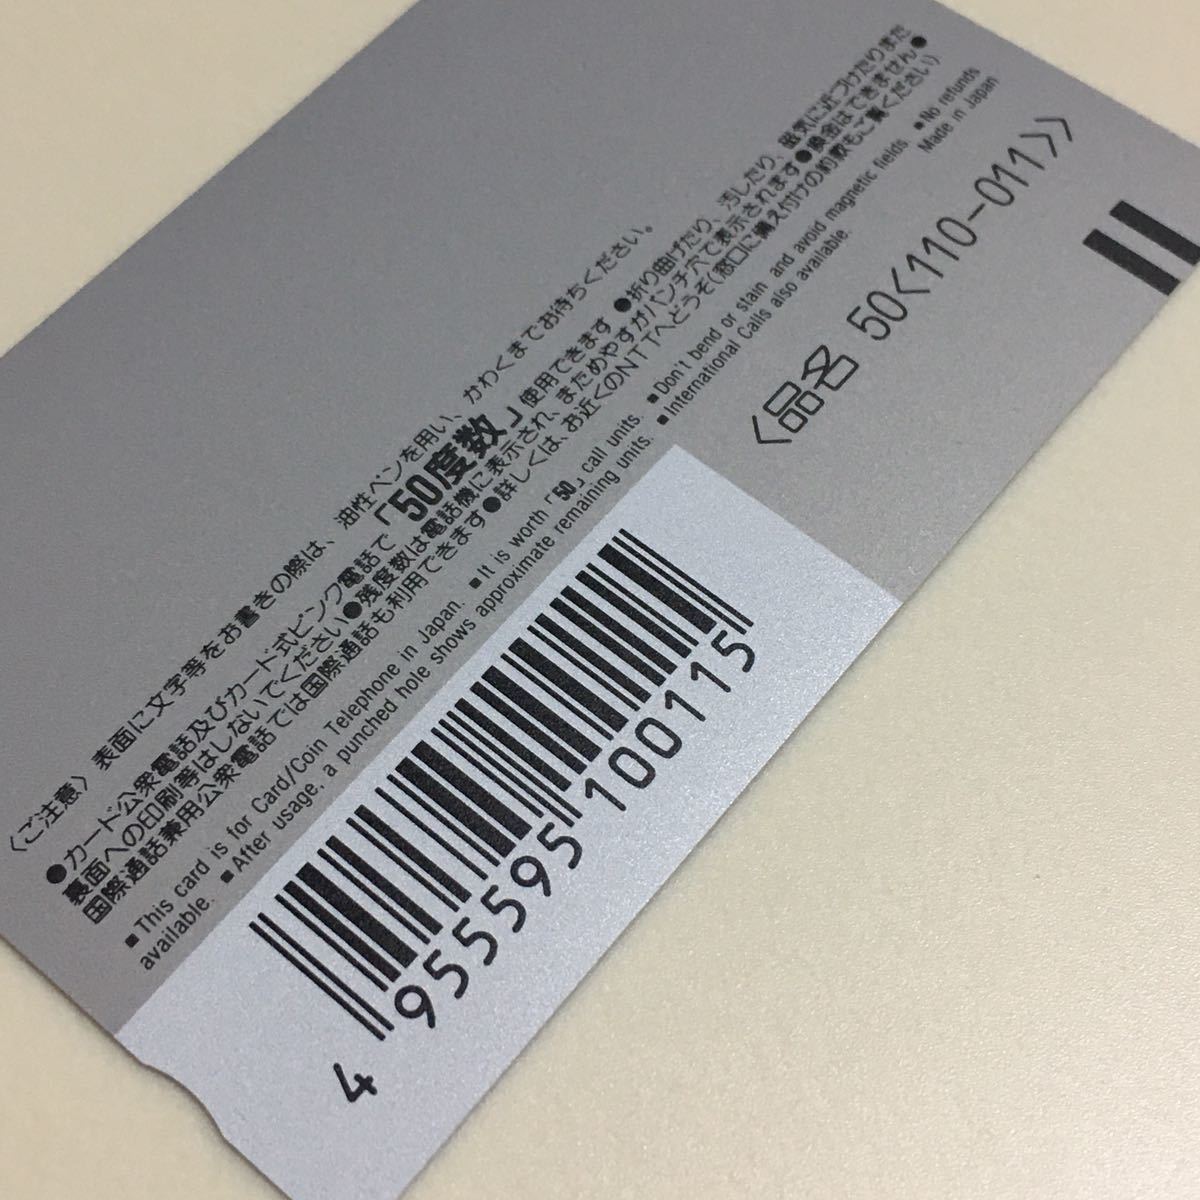 〈ご注意〉表面に文字等をお書きの際は、油性ペンを用い、かわくまでお待ちください。
●カード公衆電話及びカード式ピンク電話で「50度数」使用できます●折り曲げたり、汚したり、磁気に近づけたりまた
裏面への印刷等はしないでください●残度数は電話機に表示され、まためやすがパンチ穴で表示されます●換金はできません●
国際通話兼用公衆電話では国際通話も利用できます●詳しくは、お近くのNTTへどうぞ(窓口に備え付けの約款もご覧ください)
■This card is for Card/Coin Telephone in Japan. ■It is worth「50」call units. ■Don't bend or stain and avoid magnetic fields. ■No refunds
available. ■After usage, a punched hole shows approximate remaining units. ■International Calls also available. Made in Japan
〈品名 50〈110-011〉〉
4 955595 100115